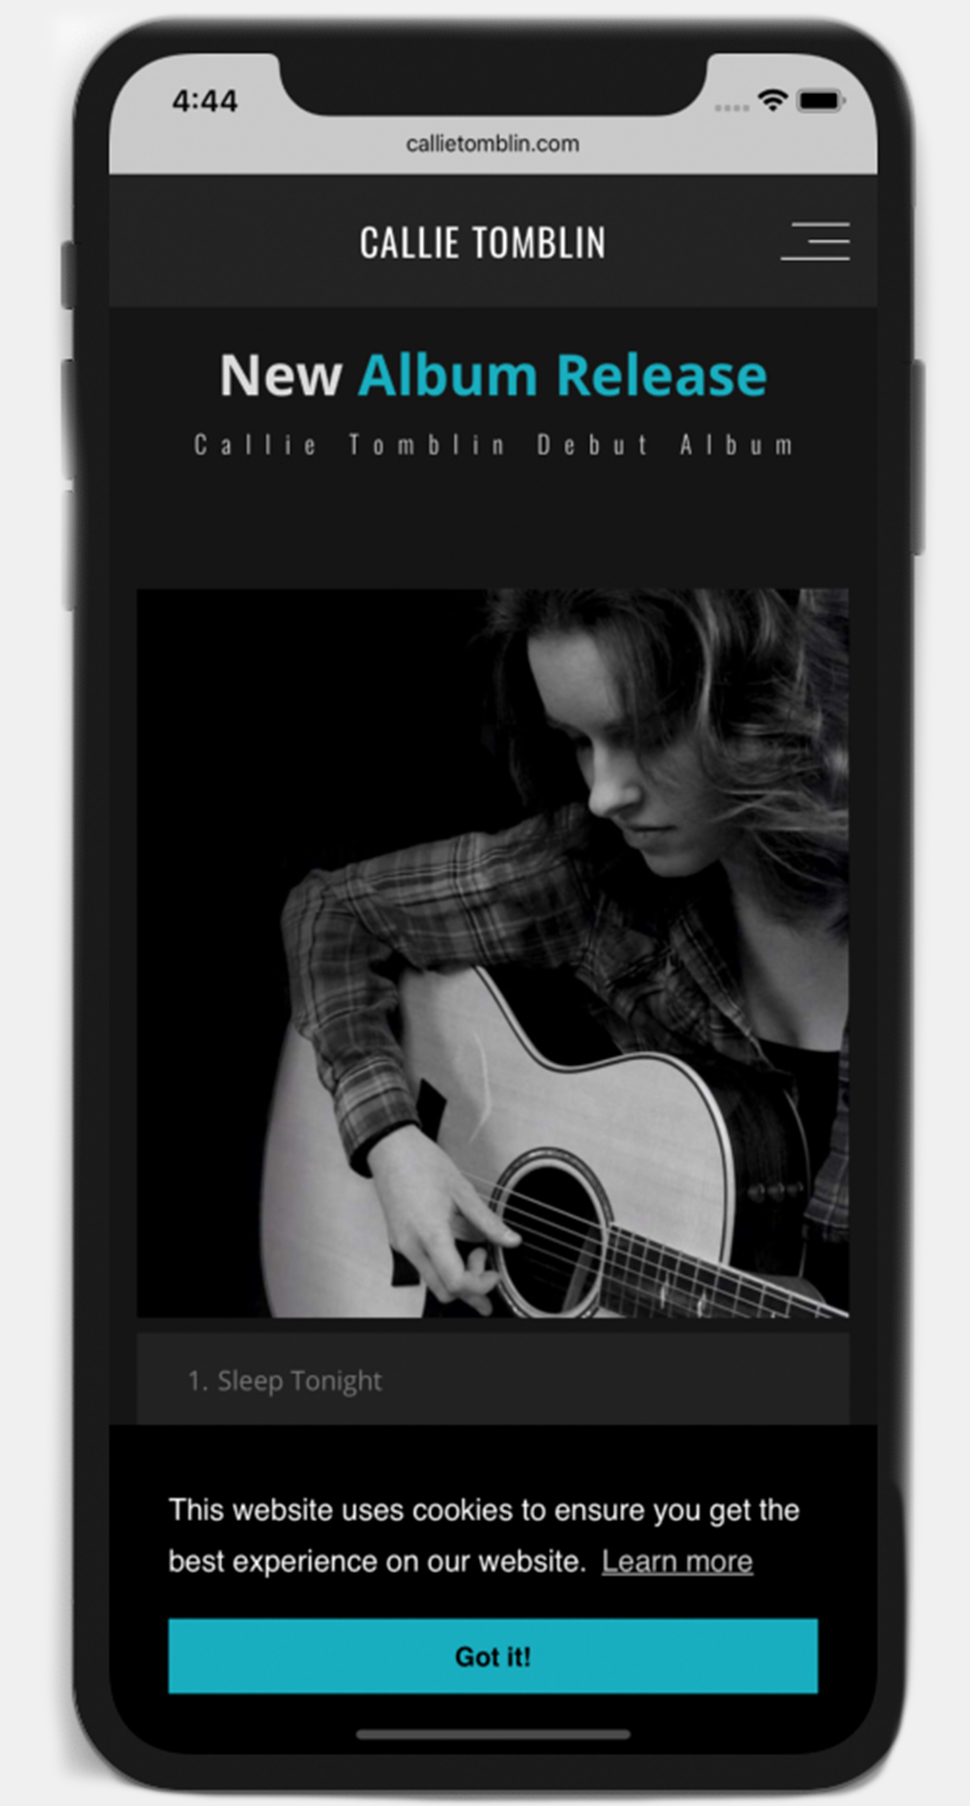 4:44
callietomblin.com
CALLIE TOMBLIN
New Album Release
Callie Tomblin Debut Album
1. Sleep Tonight
This website uses cookies to ensure you get the
best experience on our website. Learn more
Got it!